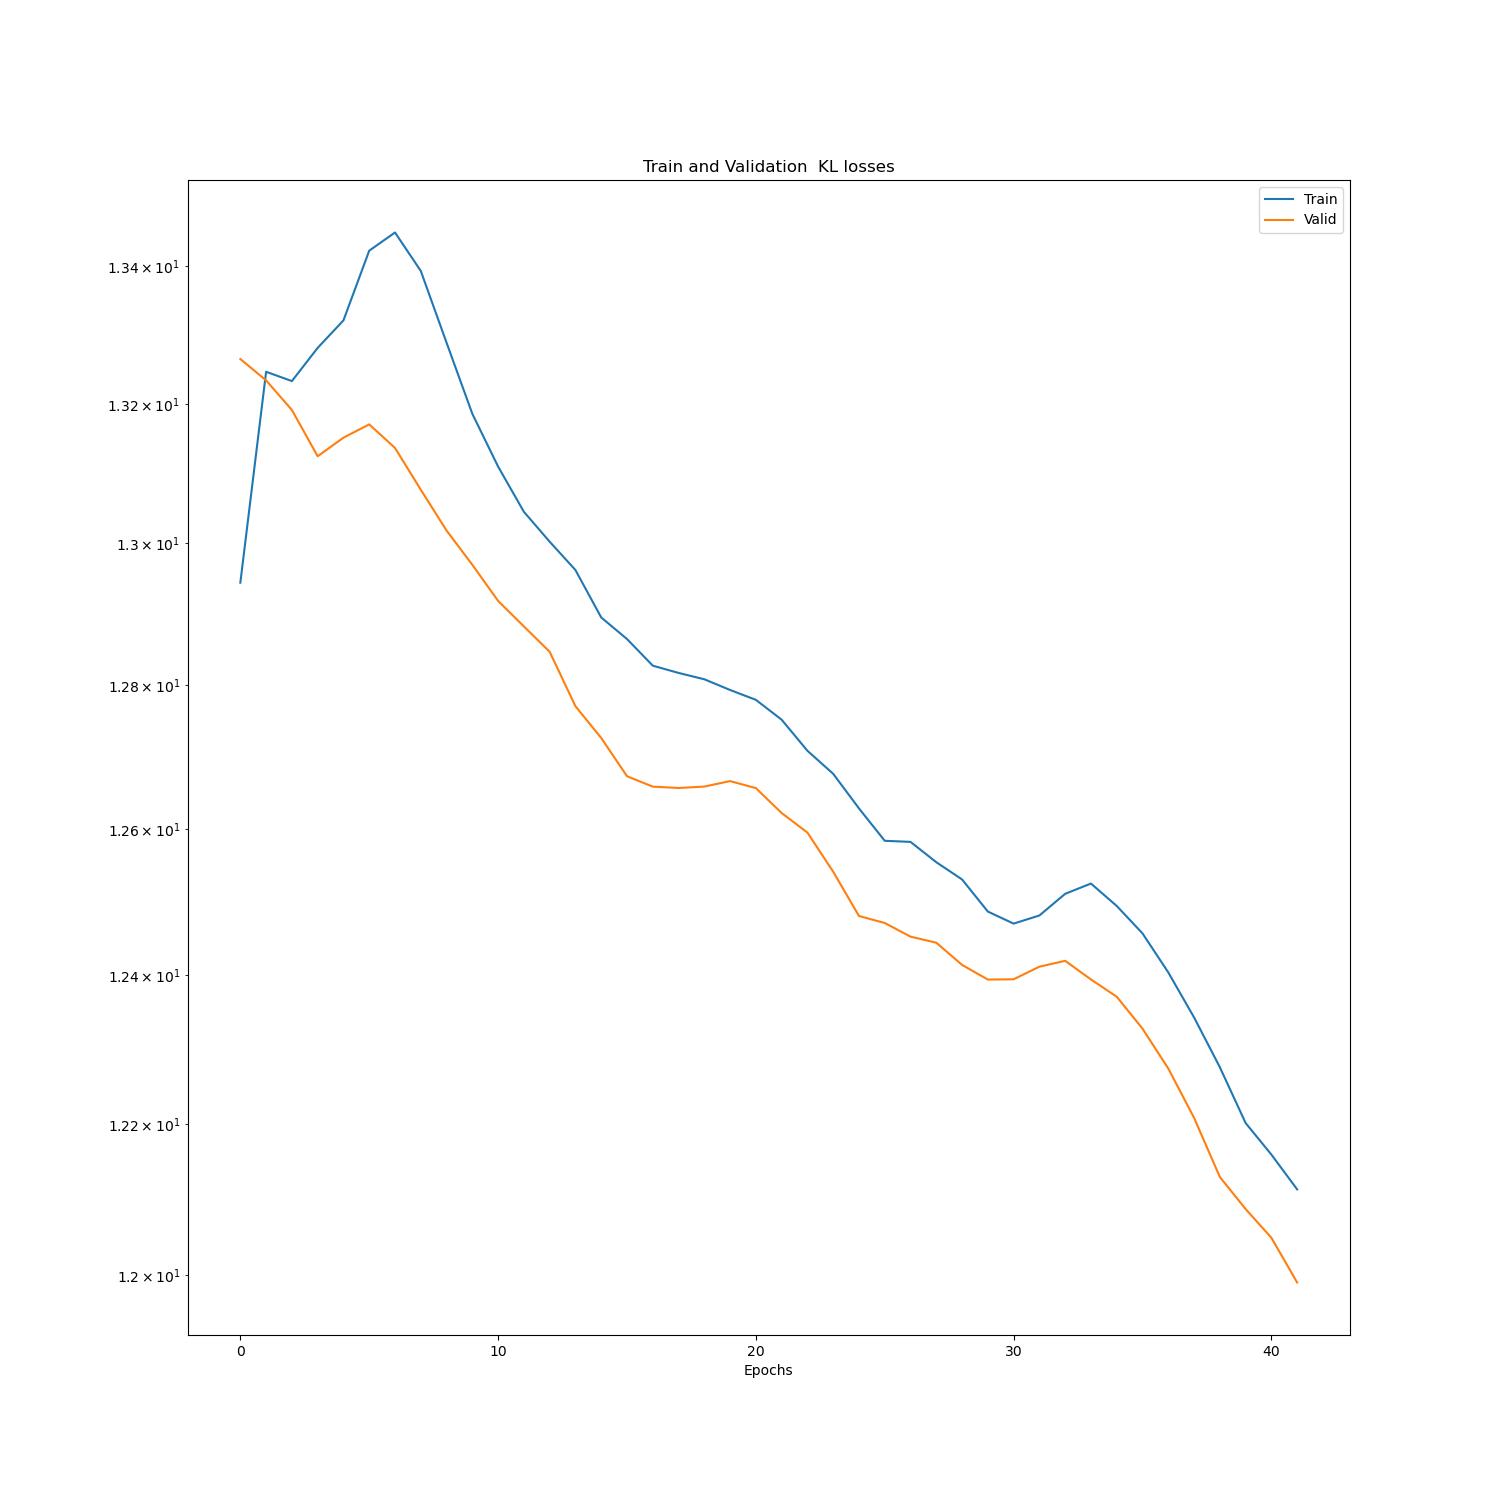 Train and Validation  KL losses
Train
Valid
1.34 × 10¹
1.32 × 10¹
1.3 × 10¹
1.28 × 10¹
1.26 × 10¹
1.24 × 10¹
1.22 × 10¹
1.2 × 10¹
0 10 20 30 40
Epochs